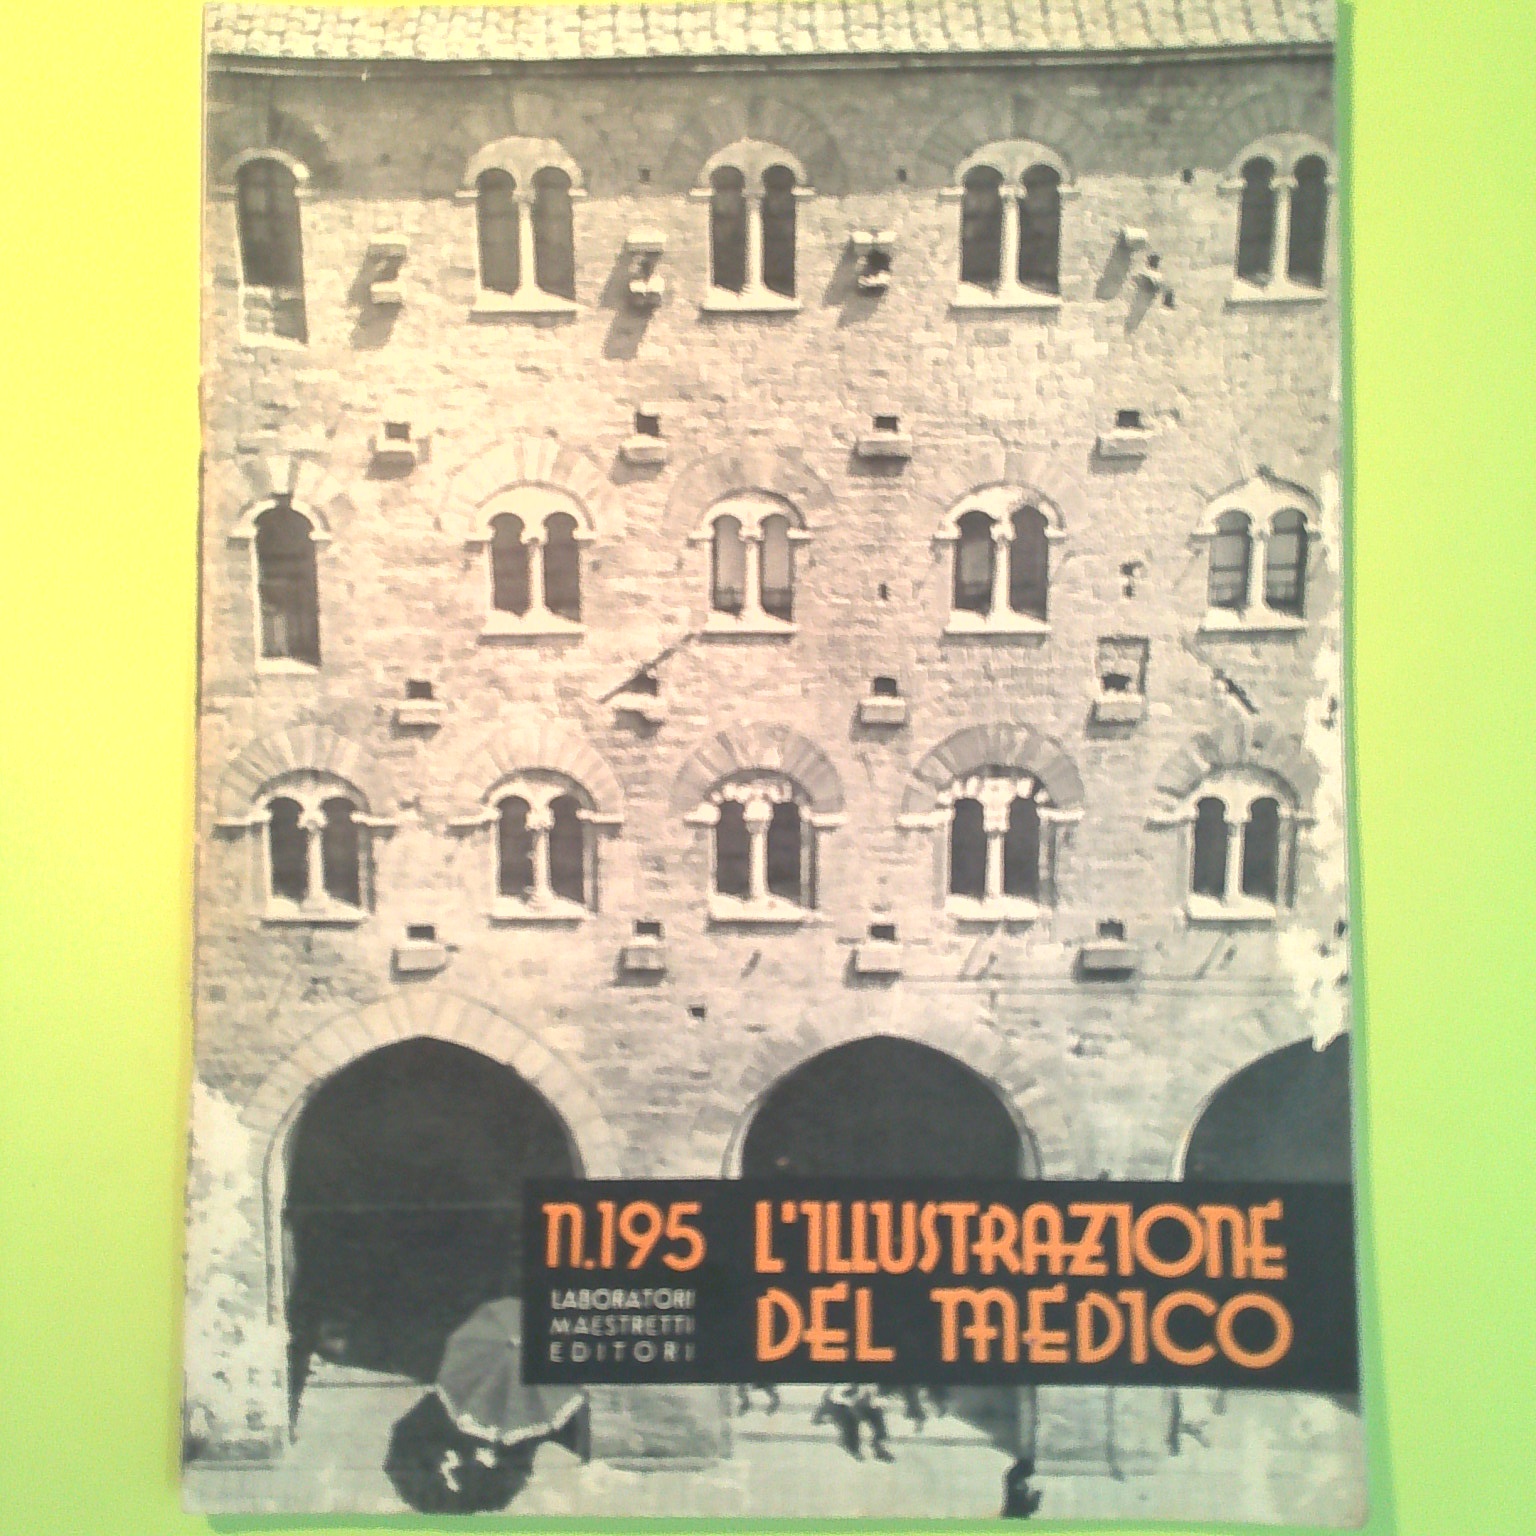 n.195
LABORATORI
MAESTRETTI
EDITORI
L'ILLUSTRAZIONE
DEL MEDICO